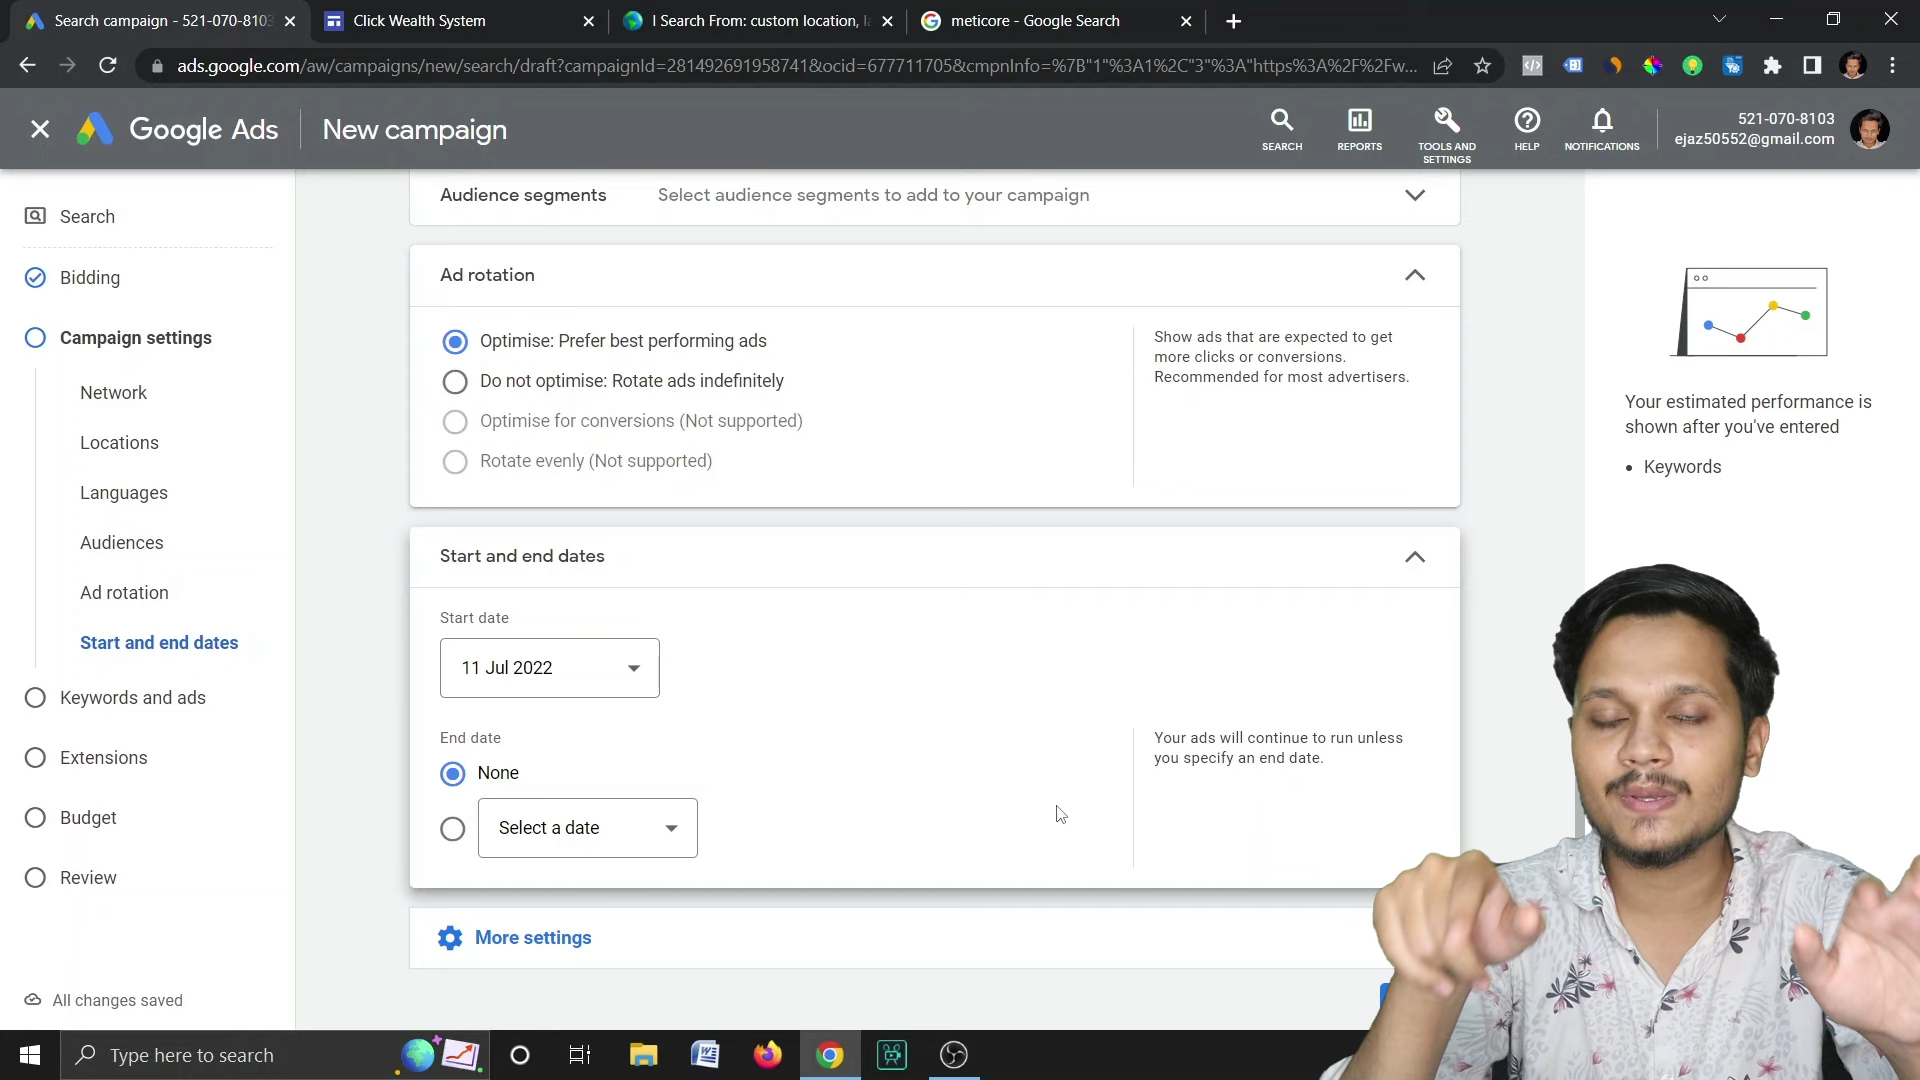 Search campaign - 521-070-8103
Click Wealth System
I Search From: custom location, la
meticore - Google Search
ads.google.com/aw/campaigns/new/search/draft?campaignId=281492691958741&ocid=677711705&cmpnInfo=%7B"1"%3A1%2C"3"%3A"https%3A%2F%2Fw...
Google Ads
New campaign
SEARCH
REPORTS
TOOLS AND
SETTINGS
HELP
NOTIFICATIONS
521-070-8103
ejaz50552@gmail.com
Search
Bidding
Campaign settings
Network
Locations
Languages
Audiences
Ad rotation
Start and end dates
Keywords and ads
Extensions
Budget
Review
All changes saved
Audience segments
Select audience segments to add to your campaign
Ad rotation
Optimise: Prefer best performing ads
Do not optimise: Rotate ads indefinitely
Optimise for conversions (Not supported)
Rotate evenly (Not supported)
Show ads that are expected to get
more clicks or conversions.
Recommended for most advertisers.
Start and end dates
Start date
11 Jul 2022
End date
None
Select a date
Your ads will continue to run unless
you specify an end date.
More settings
Your estimated performance is
shown after you've entered
• Keywords
Type here to search